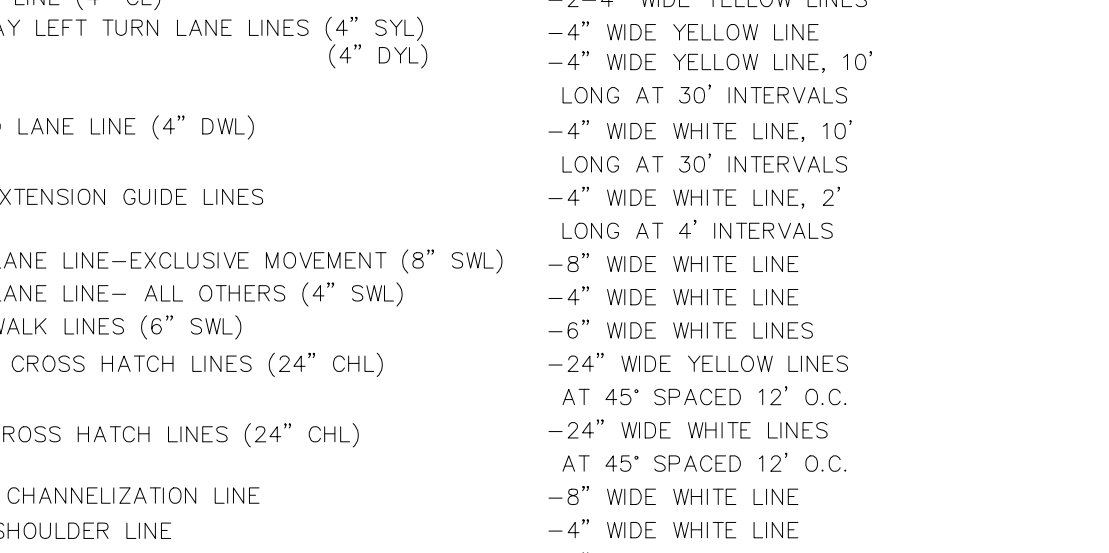 LINE (4" CL) -2-4" WIDE YELLOW LINES
AY LEFT TURN LANE LINES (4" SYL) -4" WIDE YELLOW LINE
(4" DYL) -4" WIDE YELLOW LINE, 10'
LONG AT 30' INTERVALS
LANE LINE (4" DWL) -4" WIDE WHITE LINE, 10'
LONG AT 30' INTERVALS
XTENSION GUIDE LINES -4" WIDE WHITE LINE, 2'
LONG AT 4' INTERVALS
LANE LINE-EXCLUSIVE MOVEMENT (8" SWL) -8" WIDE WHITE LINE
LANE LINE- ALL OTHERS (4" SWL) -4" WIDE WHITE LINE
WALK LINES (6" SWL) -6" WIDE WHITE LINES
CROSS HATCH LINES (24" CHL) -24" WIDE YELLOW LINES
AT 45° SPACED 12' O.C.
ROSS HATCH LINES (24" CHL) -24" WIDE WHITE LINES
AT 45° SPACED 12' O.C.
CHANNELIZATION LINE -8" WIDE WHITE LINE
SHOULDER LINE -4" WIDE WHITE LINE